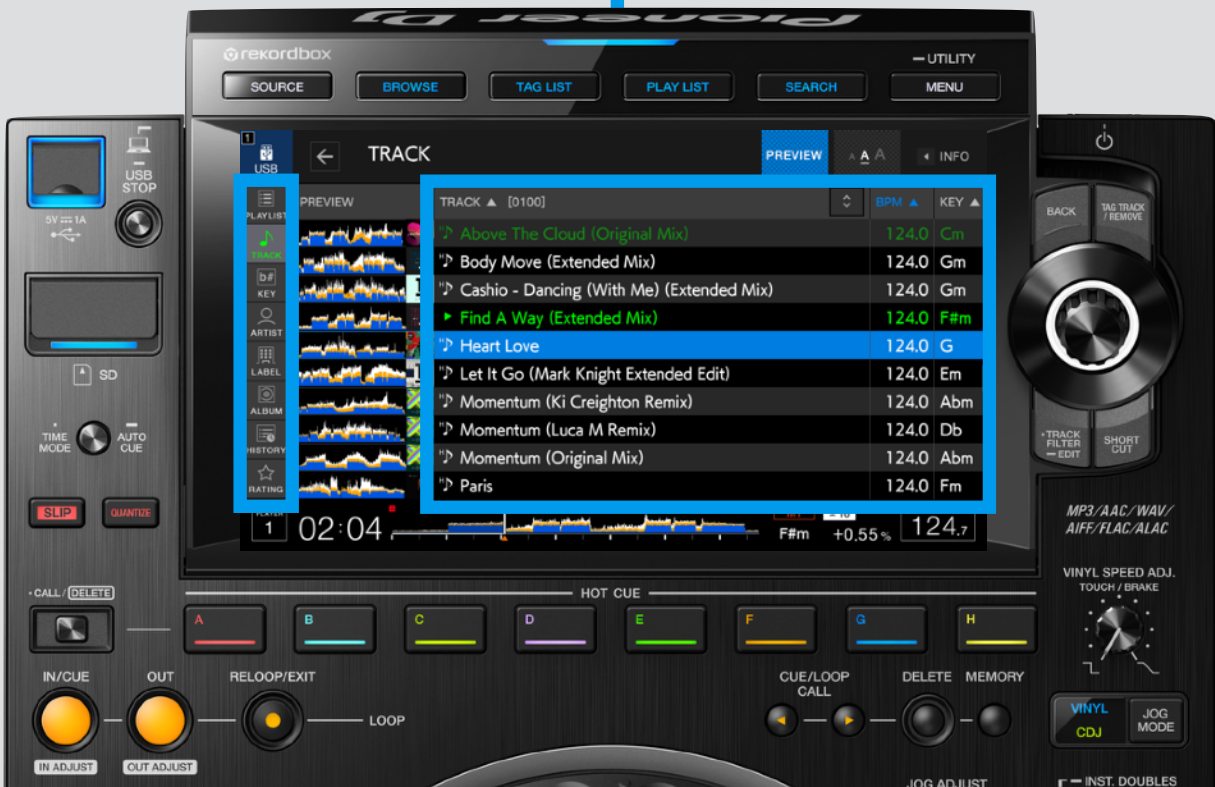 Pioneer Dj
rekordbox
UTILITY
SOURCE
BROWSE
TAG LIST
PLAY LIST
SEARCH
MENU
USB
STOP
5V 1A
SD
TIME
MODE
AUTO
CUE
SLIP
QUANTIZE
1
USB
TRACK
PREVIEW
A A A
INFO
PLAYLIST
TRACK
b#
KEY
ARTIST
LABEL
ALBUM
HISTORY
RATING
PREVIEW
TRACK ▲ [0100] BPM ▲ KEY ▲
Above The Cloud (Original Mix) 124.0 Cm
Body Move (Extended Mix) 124.0 Gm
Cashio - Dancing (With Me) (Extended Mix) 124.0 Gm
Find A Way (Extended Mix) 124.0 F#m
Heart Love 124.0 G
Let It Go (Mark Knight Extended Edit) 124.0 Em
Momentum (Ki Creighton Remix) 124.0 Abm
Momentum (Luca M Remix) 124.0 Db
Momentum (Original Mix) 124.0 Abm
Paris 124.0 Fm
1
02:04
F#m
+0.55 %
124.7
BACK
TAG TRACK
/ REMOVE
TRACK
FILTER
EDIT
SHORT
CUT
MP3/AAC/WAV/
AIFF/FLAC/ALAC
VINYL SPEED ADJ.
TOUCH / BRAKE
CALL / DELETE
HOT CUE
A
B
C
D
E
F
G
H
IN/CUE
OUT
RELOOP/EXIT
LOOP
IN ADJUST
OUT ADJUST
CUE/LOOP
CALL
DELETE
MEMORY
VINYL
CDJ
JOG
MODE
JOG ADJUST
INST. DOUBLES